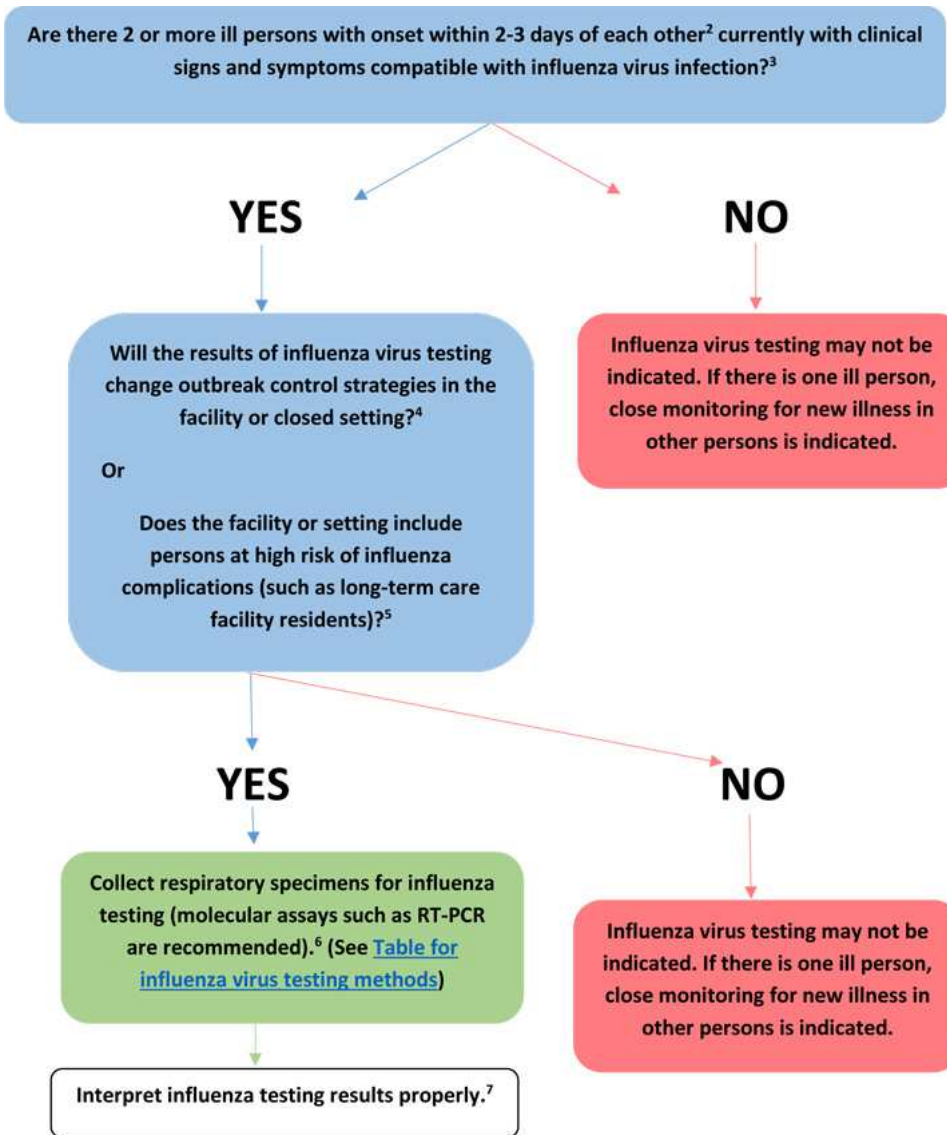 Are there 2 or more ill persons with onset within 2-3 days of each other² currently with clinical
signs and symptoms compatible with influenza virus infection?³
YES
NO
Will the results of influenza virus testing
change outbreak control strategies in the
facility or closed setting?⁴
Or
Does the facility or setting include
persons at high risk of influenza
complications (such as long-term care
facility residents)?⁵
Influenza virus testing may not be
indicated. If there is one ill person,
close monitoring for new illness in
other persons is indicated.
YES
NO
Collect respiratory specimens for influenza
testing (molecular assays such as RT-PCR
are recommended).⁶ (See Table for
influenza virus testing methods)
Influenza virus testing may not be
indicated. If there is one ill person,
close monitoring for new illness in
other persons is indicated.
Interpret influenza testing results properly.⁷